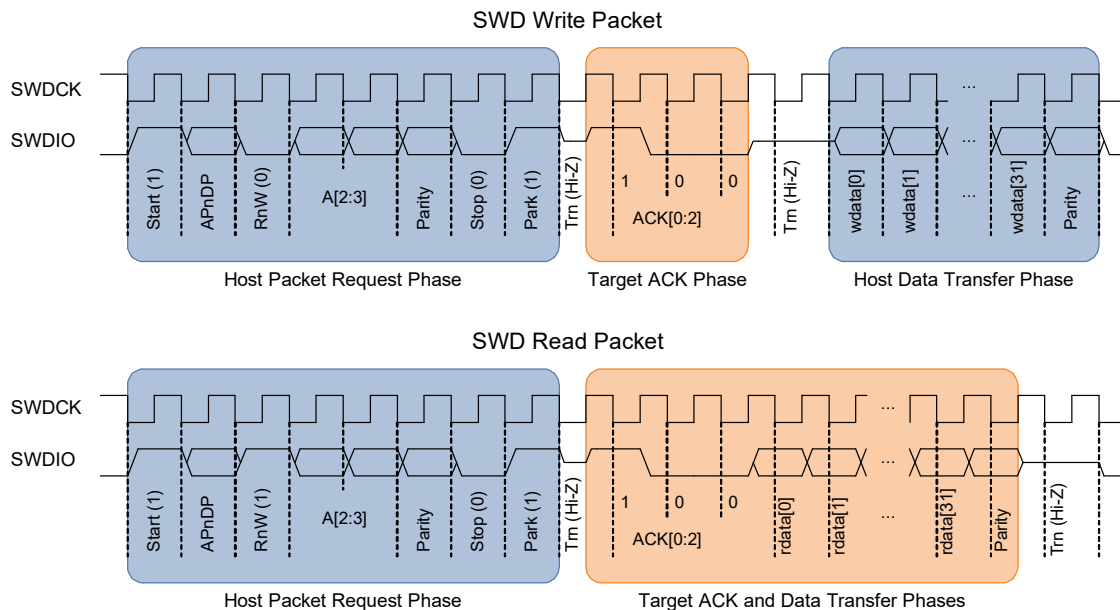 SWD Write Packet
SWDCK
...
SWDIO
Start (1)
APnDP
RnW (0)
A[2:3]
Parity
Stop (0)
Park (1)
Trn (Hi-Z)
1
0
0
ACK[0:2]
Trn (Hi-Z)
wdata[0]
wdata[1]
...
wdata[31]
Parity
Host Packet Request Phase
Target ACK Phase
Host Data Transfer Phase
SWD Read Packet
SWDCK
...
SWDIO
...
Start (1)
APnDP
RnW (1)
A[2:3]
Parity
Stop (0)
Park (1)
Trn (Hi-Z)
1
0
0
ACK[0:2]
rdata[0]
rdata[1]
...
rdata[31]
Parity
Trn (Hi-Z)
Host Packet Request Phase
Target ACK and Data Transfer Phases